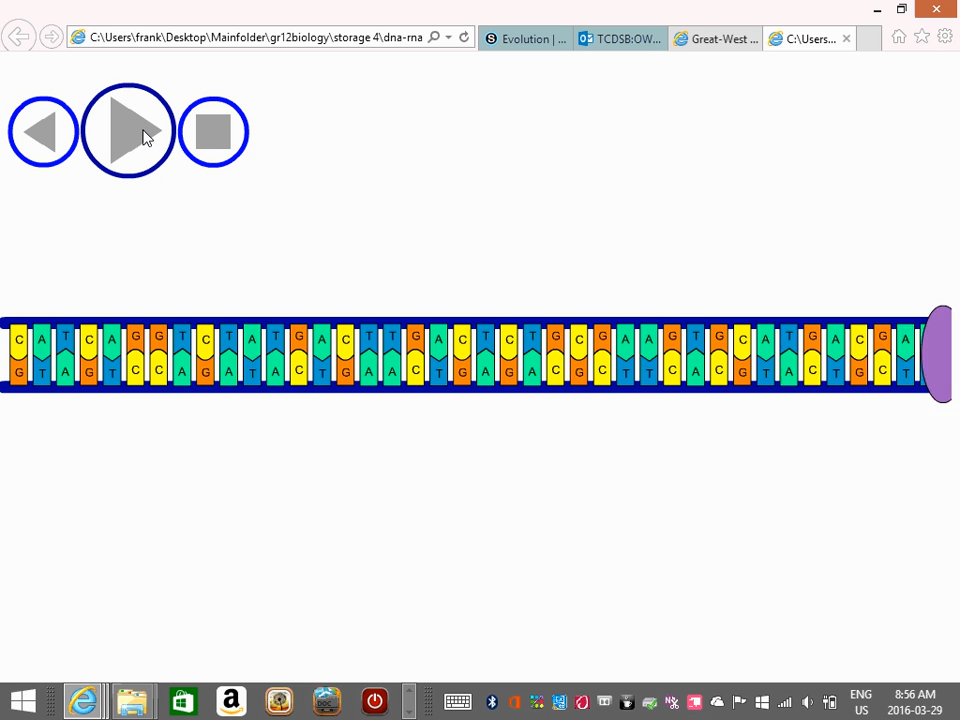 C:\Users\frank\Desktop\Mainfolder\gr12biology\storage 4\dna-rna
Evolution | ...
TCDSB:OW...
Great-West ...
C:\Users...
C A T C A G G T C T A T G A C T T G A C T C T G C G A A G T G C A T G A C G A
G T A G T C C A G A T A C T G A A C T G A G A C G C T T C A C G T A C T G C T
a
DOC
ENG
8:56 AM
US
2016-03-29